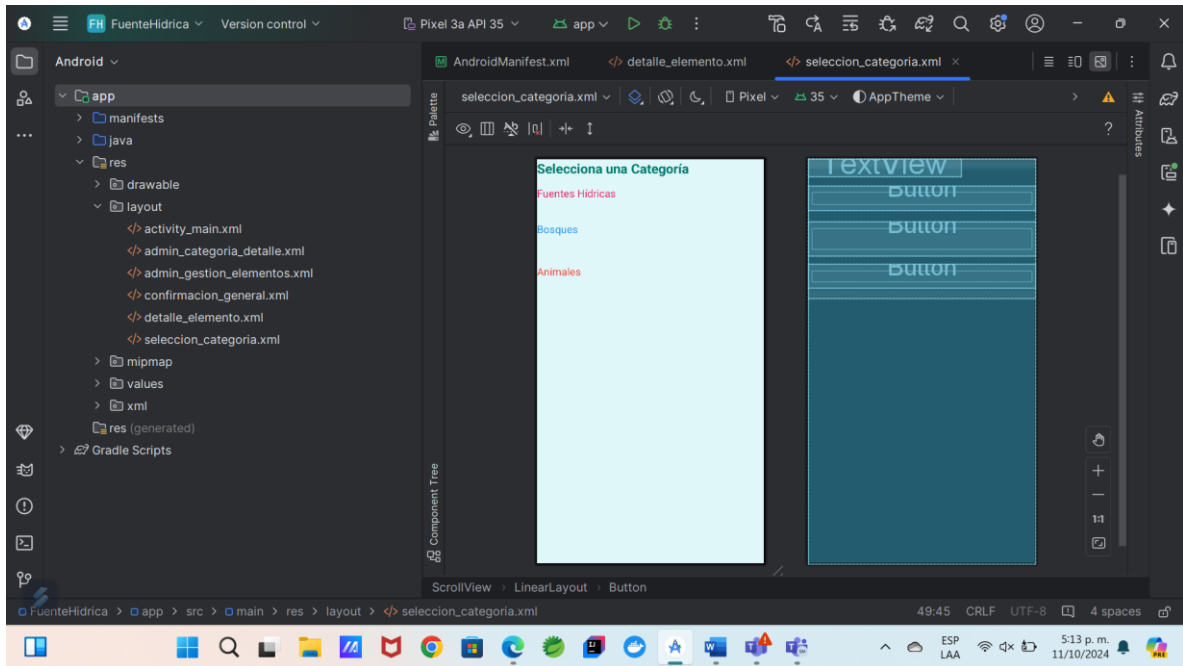 FH FuenteHidrica Version control Pixel 3a API 35 app
Android
AndroidManifest.xml detalle_elemento.xml seleccion_categoria.xml
app
manifests
java
res
drawable
layout
activity_main.xml
admin_categoria_detalle.xml
admin_gestion_elementos.xml
confirmacion_general.xml
detalle_elemento.xml
seleccion_categoria.xml
mipmap
values
xml
res (generated)
Gradle Scripts
Palette
seleccion_categoria.xml Pixel 35 AppTheme
Attributes
Component Tree
Selecciona una Categoría
Fuentes Hídricas
Bosques
Animales
TextView
Button
Button
Button
1:1
ScrollView > LinearLayout > Button
FuenteHidrica > app > src > main > res > layout > seleccion_categoria.xml 49:45 CRLF UTF-8 4 spaces
ESP
LAA
5:13 p. m.
11/10/2024
PRE